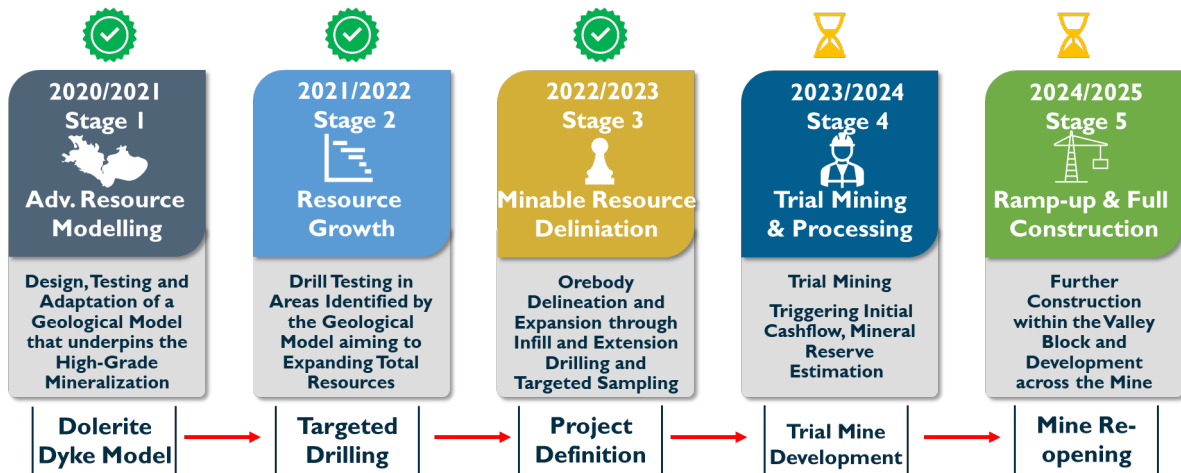 2020/2021
Stage 1
Adv. Resource
Modelling
Design, Testing and
Adaptation of a
Geological Model
that underpins the
High-Grade
Mineralization
Dolerite
Dyke Model
2021/2022
Stage 2
Resource
Growth
Drill Testing in
Areas Identified by
the Geological
Model aiming to
Expanding Total
Resources
Targeted
Drilling
2022/2023
Stage 3
Minable Resource
Deliniation
Orebody
Delineation and
Expansion through
Infill and Extension
Drilling and
Targeted Sampling
Project
Definition
2023/2024
Stage 4
Trial Mining
& Processing
Trial Mining
Triggering Initial
Cashflow, Mineral
Reserve
Estimation
Trial Mine
Development
2024/2025
Stage 5
Ramp-up & Full
Construction
Further
Construction
within the Valley
Block and
Development
across the Mine
Mine Re-
opening